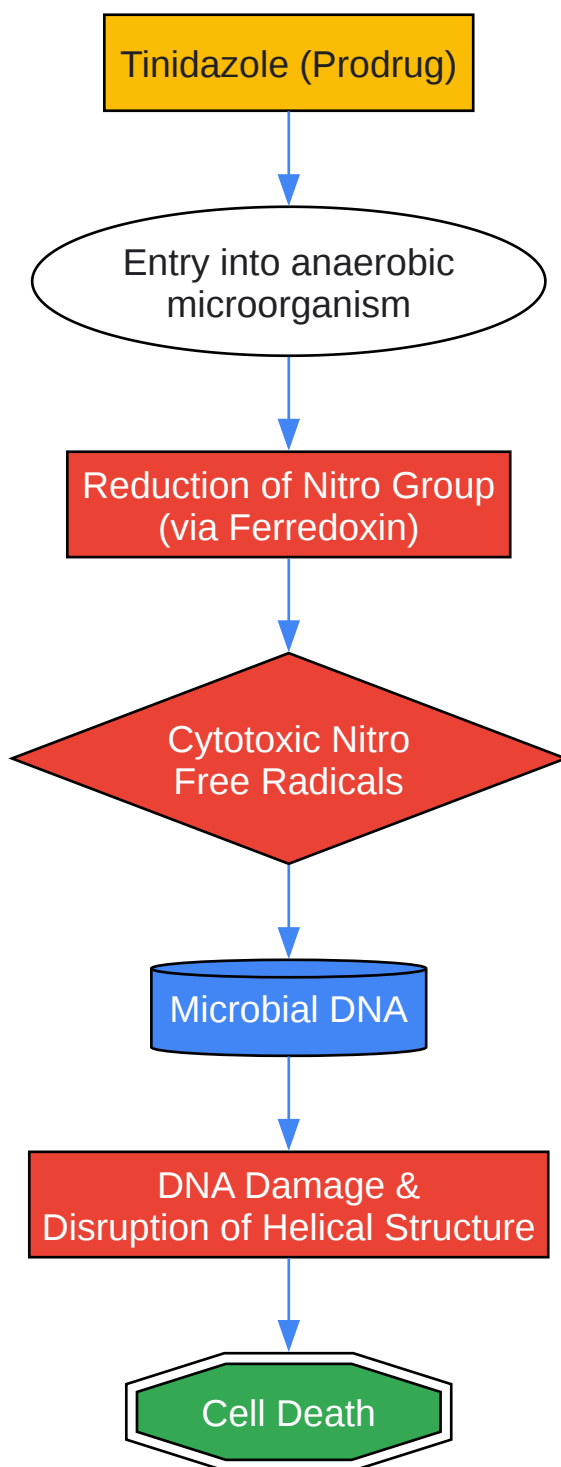 Tinidazole (Prodrug)
Entry into anaerobic
microorganism
Reduction of Nitro Group
(via Ferredoxin)
Cytotoxic Nitro
Free Radicals
Microbial DNA
DNA Damage &
Disruption of Helical Structure
Cell Death